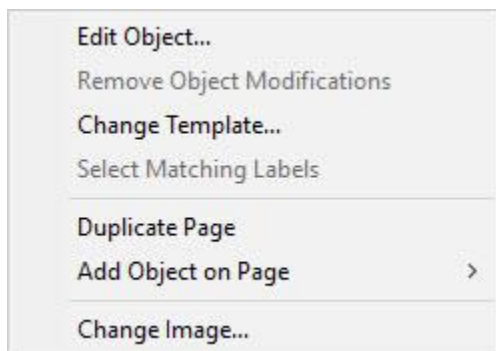 Edit Object...
Remove Object Modifications
Change Template...
Select Matching Labels
Duplicate Page
Add Object on Page
Change Image...